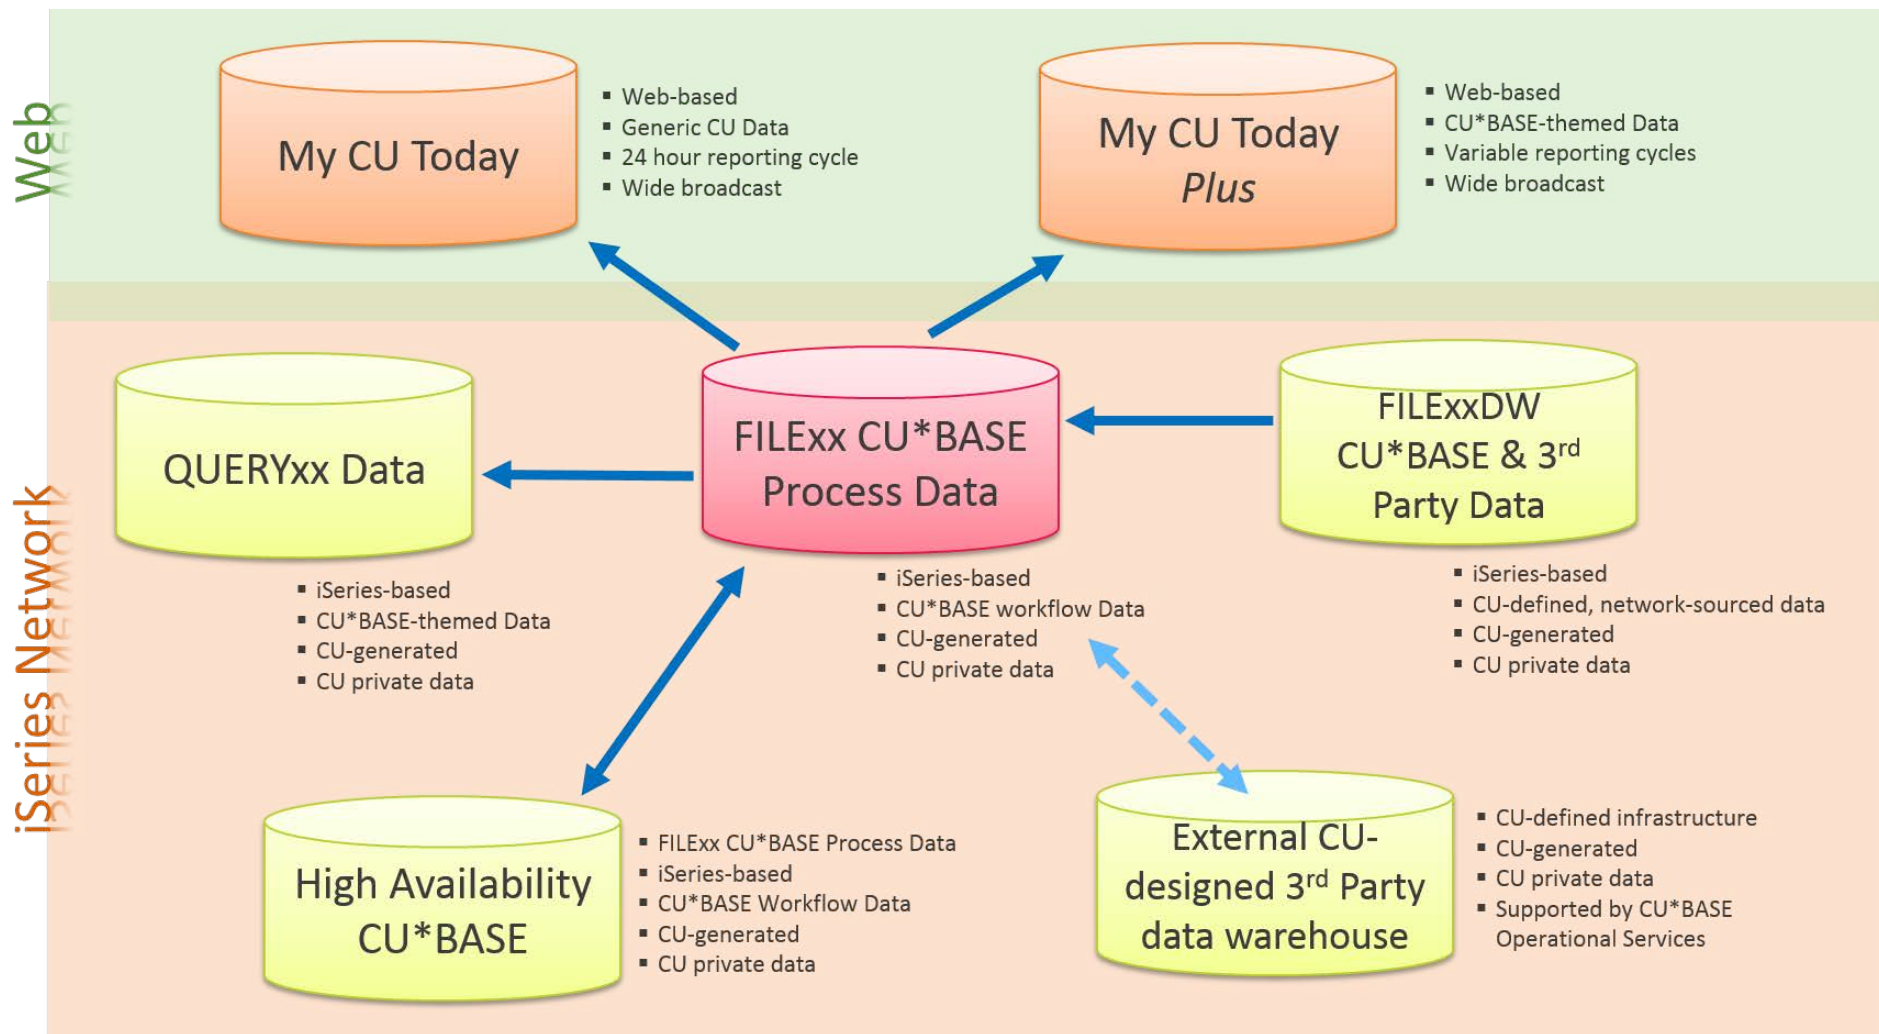 Web
My CU Today
▪ Web-based
▪ Generic CU Data
▪ 24 hour reporting cycle
▪ Wide broadcast
My CU Today
Plus
▪ Web-based
▪ CU*BASE-themed Data
▪ Variable reporting cycles
▪ Wide broadcast
iSeries Network
QUERYxx Data
▪ iSeries-based
▪ CU*BASE-themed Data
▪ CU-generated
▪ CU private data
FILExx CU*BASE
Process Data
▪ iSeries-based
▪ CU*BASE workflow Data
▪ CU-generated
▪ CU private data
FILExxDW
CU*BASE & 3rd
Party Data
▪ iSeries-based
▪ CU-defined, network-sourced data
▪ CU-generated
▪ CU private data
High Availability
CU*BASE
▪ FILExx CU*BASE Process Data
▪ iSeries-based
▪ CU*BASE Workflow Data
▪ CU-generated
▪ CU private data
External CU-
designed 3rd Party
data warehouse
▪ CU-defined infrastructure
▪ CU-generated
▪ CU private data
▪ Supported by CU*BASE
Operational Services